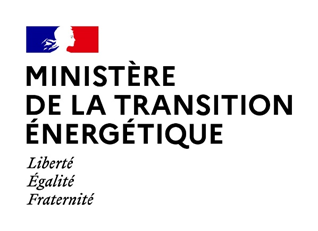 MINISTÈRE
DE LA TRANSITION
ÉNERGÉTIQUE
Liberté
Égalité
Fraternité